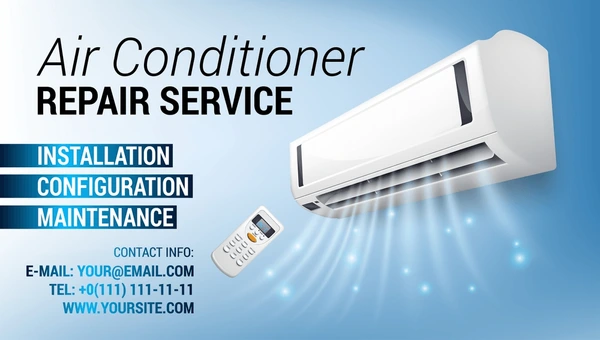 Air Conditioner
REPAIR SERVICE
INSTALLATION
CONFIGURATION
MAINTENANCE
CONTACT INFO:
E-MAIL: YOUR@EMAIL.COM
TEL: +0(111) 111-11-11
WWW.YOURSITE.COM